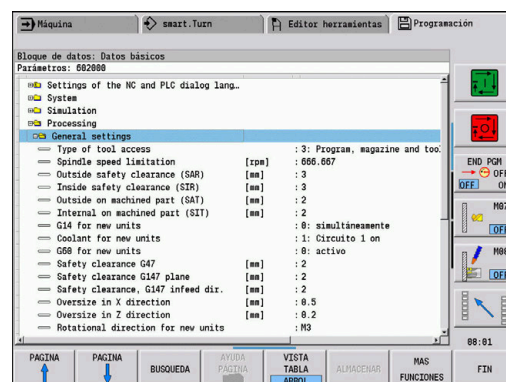 Máquina
smart.Turn
Editor herramientas
Programación
Bloque de datos: Datos básicos
Parámetros: 602000
Settings of the NC and PLC dialog lang…
System
Simulation
Processing
General settings
Type of tool access : 3: Program, magazine and too
Spindle speed limitation [rpm] : 666.667
Outside safety clearance (SAR) [mm] : 3
Inside safety clearance (SIR) [mm] : 3
Outside on machined part (SAT) [mm] : 2
Internal on machined part (SIT) [mm] : 2
G14 for new units : 0: simultáneamente
Coolant for new units : 1: Circuito 1 on
G60 for new units : 0: activo
Safety clearance G47 [mm] : 2
Safety clearance G147 plane [mm] : 2
Safety clearance, G147 infeed dir. [mm] : 2
Oversize in X direction [mm] : 0.5
Oversize in Z direction [mm] : 0.2
Rotational direction for new units : M3
END PGM
OFF
OFF ON
M07
OFF
M08
OFF
08:01
PAGINA
PAGINA
BUSQUEDA
AYUDA
PAGINA
VISTA
TABLA
ARBOL
ALMACENAR
MAS
FUNCIONES
FIN